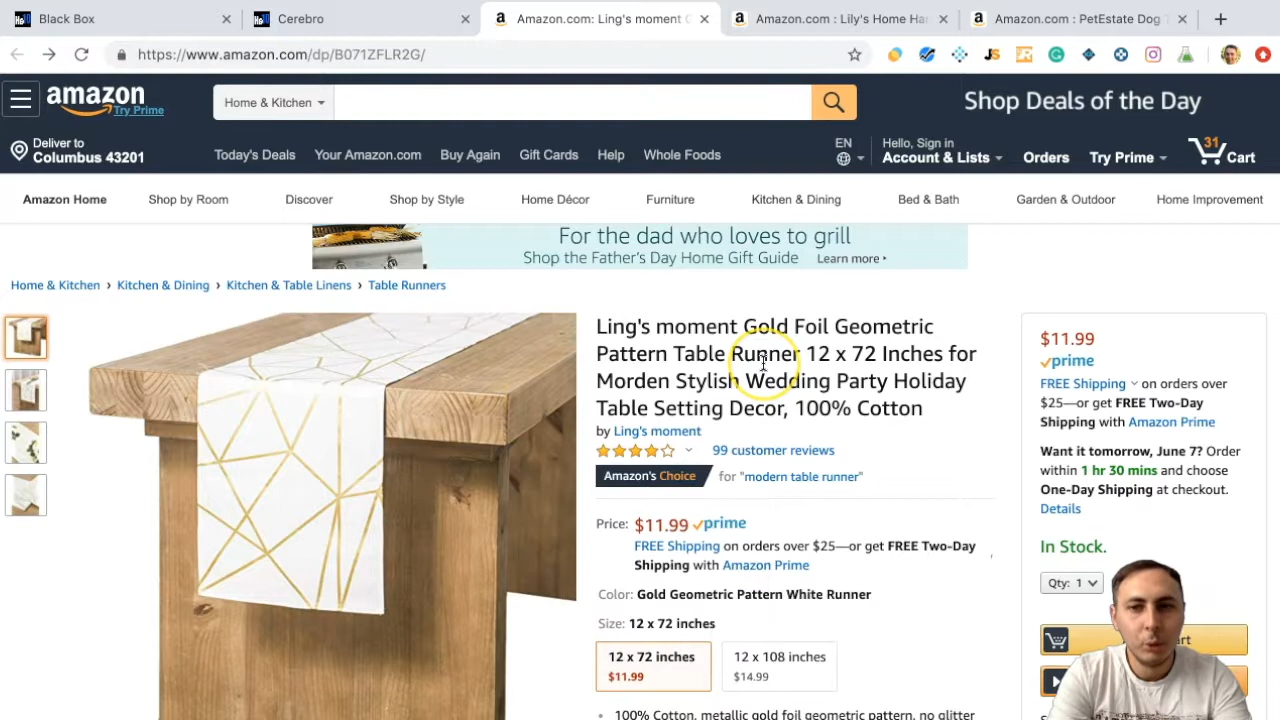 Black Box
Cerebro
Amazon.com: Ling's moment G
Amazon.com : Lily's Home Har
Amazon.com : PetEstate Dog T
https://www.amazon.com/dp/B071ZFLR2G/
amazon
Try Prime
Home & Kitchen
Shop Deals of the Day
Deliver to
Columbus 43201
Today's Deals
Your Amazon.com
Buy Again
Gift Cards
Help
Whole Foods
EN
Hello, Sign in
Account & Lists
Orders
Try Prime
31
Cart
Amazon Home
Shop by Room
Discover
Shop by Style
Home Décor
Furniture
Kitchen & Dining
Bed & Bath
Garden & Outdoor
Home Improvement
For the dad who loves to grill
Shop the Father's Day Home Gift Guide Learn more
Home & Kitchen › Kitchen & Dining › Kitchen & Table Linens › Table Runners
Ling's moment Gold Foil Geometric
Pattern Table Runner 12 x 72 Inches for
Morden Stylish Wedding Party Holiday
Table Setting Decor, 100% Cotton
by Ling's moment
99 customer reviews
Amazon's Choice for "modern table runner"
Price: $11.99 prime
FREE Shipping on orders over $25—or get FREE Two-Day
Shipping with Amazon Prime
Color: Gold Geometric Pattern White Runner
Size: 12 x 72 inches
12 x 72 inches
$11.99
12 x 108 inches
$14.99
100% Cotton, metallic gold foil geometric pattern, no glitter
$11.99
prime
FREE Shipping on orders over
$25—or get FREE Two-Day
Shipping with Amazon Prime
Want it tomorrow, June 7? Order
within 1 hr 30 mins and choose
One-Day Shipping at checkout.
Details
In Stock.
Qty: 1